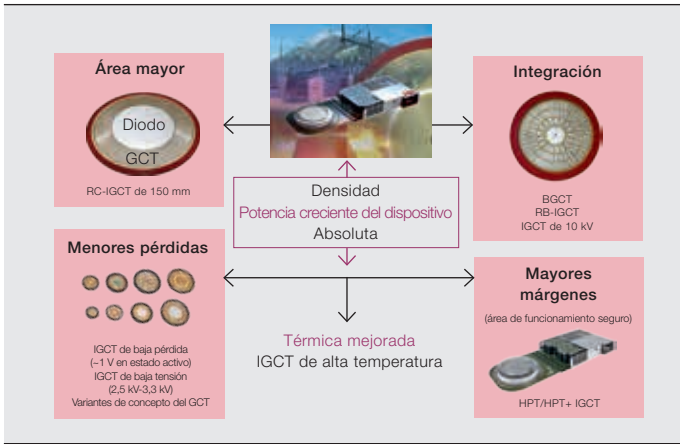 Área mayor
Diodo
GCT
RC-IGCT de 150 mm
Integración
BGCT
RB-IGCT
IGCT de 10 kV
Densidad
Potencia creciente del dispositivo
Absoluta
Menores pérdidas
IGCT de baja pérdida
(~1 V en estado activo)
IGCT de baja tensión
(2,5 kV-3,3 kV)
Variantes de concepto del GCT
Térmica mejorada
IGCT de alta temperatura
Mayores
márgenes
(área de funcionamiento seguro)
HPT/HPT+ IGCT